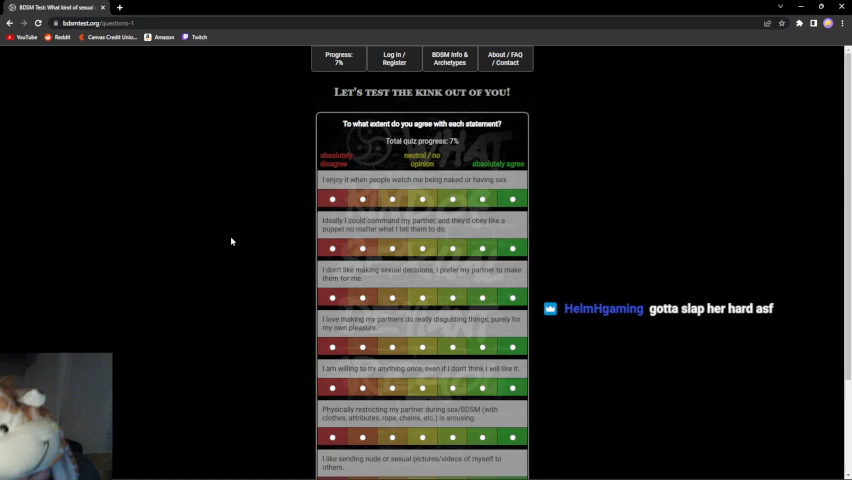 BDSM Test: What kind of sexual
bdsmtest.org/questions-1
YouTube Reddit Canvas Credit Unio... Amazon Twitch
Progress: 7%
Log In / Register
BDSM Info & Archetypes
About / FAQ / Contact
Let's test the kink out of you!
To what extent do you agree with each statement?
Total quiz progress: 7%
absolutely disagree
neutral / no opinion
absolutely agree
I enjoy it when people watch me being naked or having sex.
Ideally I could command my partner, and they'd obey like a
puppet no matter what I tell them to do.
I don't like making sexual decisions, I prefer my partner to make
them for me.
HelmHgaming gotta slap her hard asf
I love making my partners do really disgusting things, purely for
my own pleasure.
I am willing to try anything once, even if I don't think I will like it.
Physically restricting my partner during sex/BDSM (with
clothes, attributes, rope, chains, etc.) is arousing.
I like sending nude or sexual pictures/videos of myself to
others.